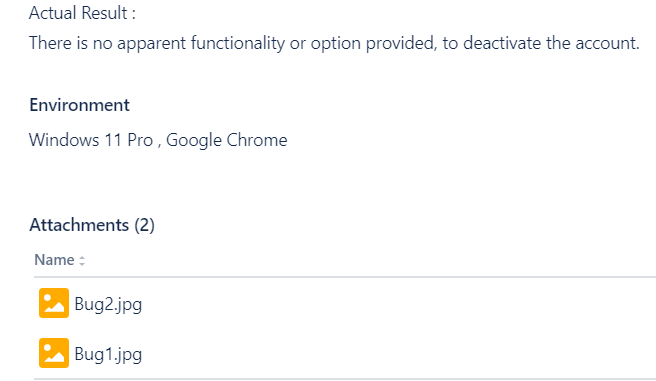 Actual Result :
There is no apparent functionality or option provided, to deactivate the account.
Environment
Windows 11 Pro , Google Chrome
Attachments (2)
Name
Bug2.jpg
Bug1.jpg